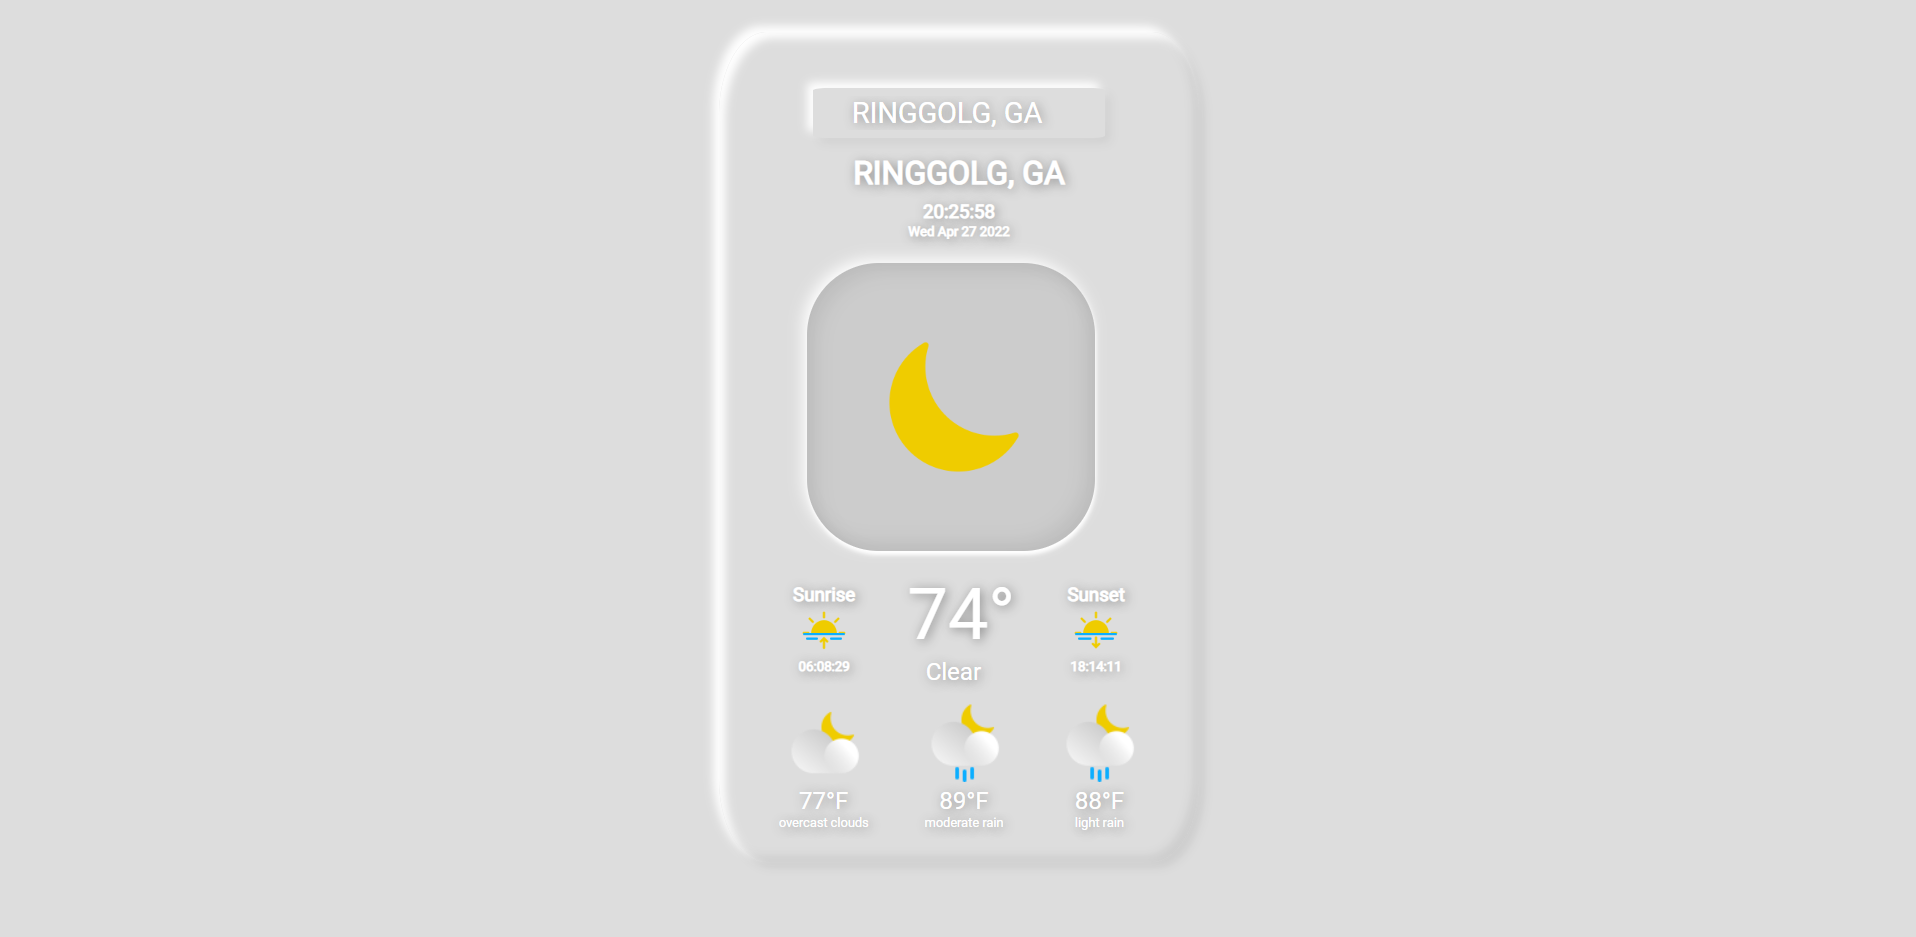 RINGGOLG, GA
RINGGOLG, GA
20:25:58
Wed Apr 27 2022
Sunrise
74°
Sunset
06:08:29
Clear
18:14:11
77°F
89°F
88°F
overcast clouds
moderate rain
light rain